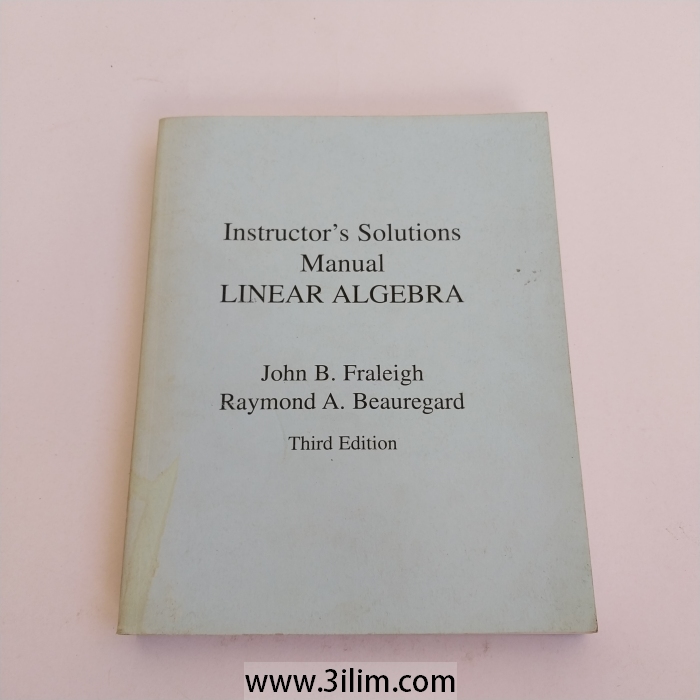 Instructor's Solutions
Manual
LINEAR ALGEBRA
John B. Fraleigh
Raymond A. Beauregard
Third Edition
www.3ilim.com